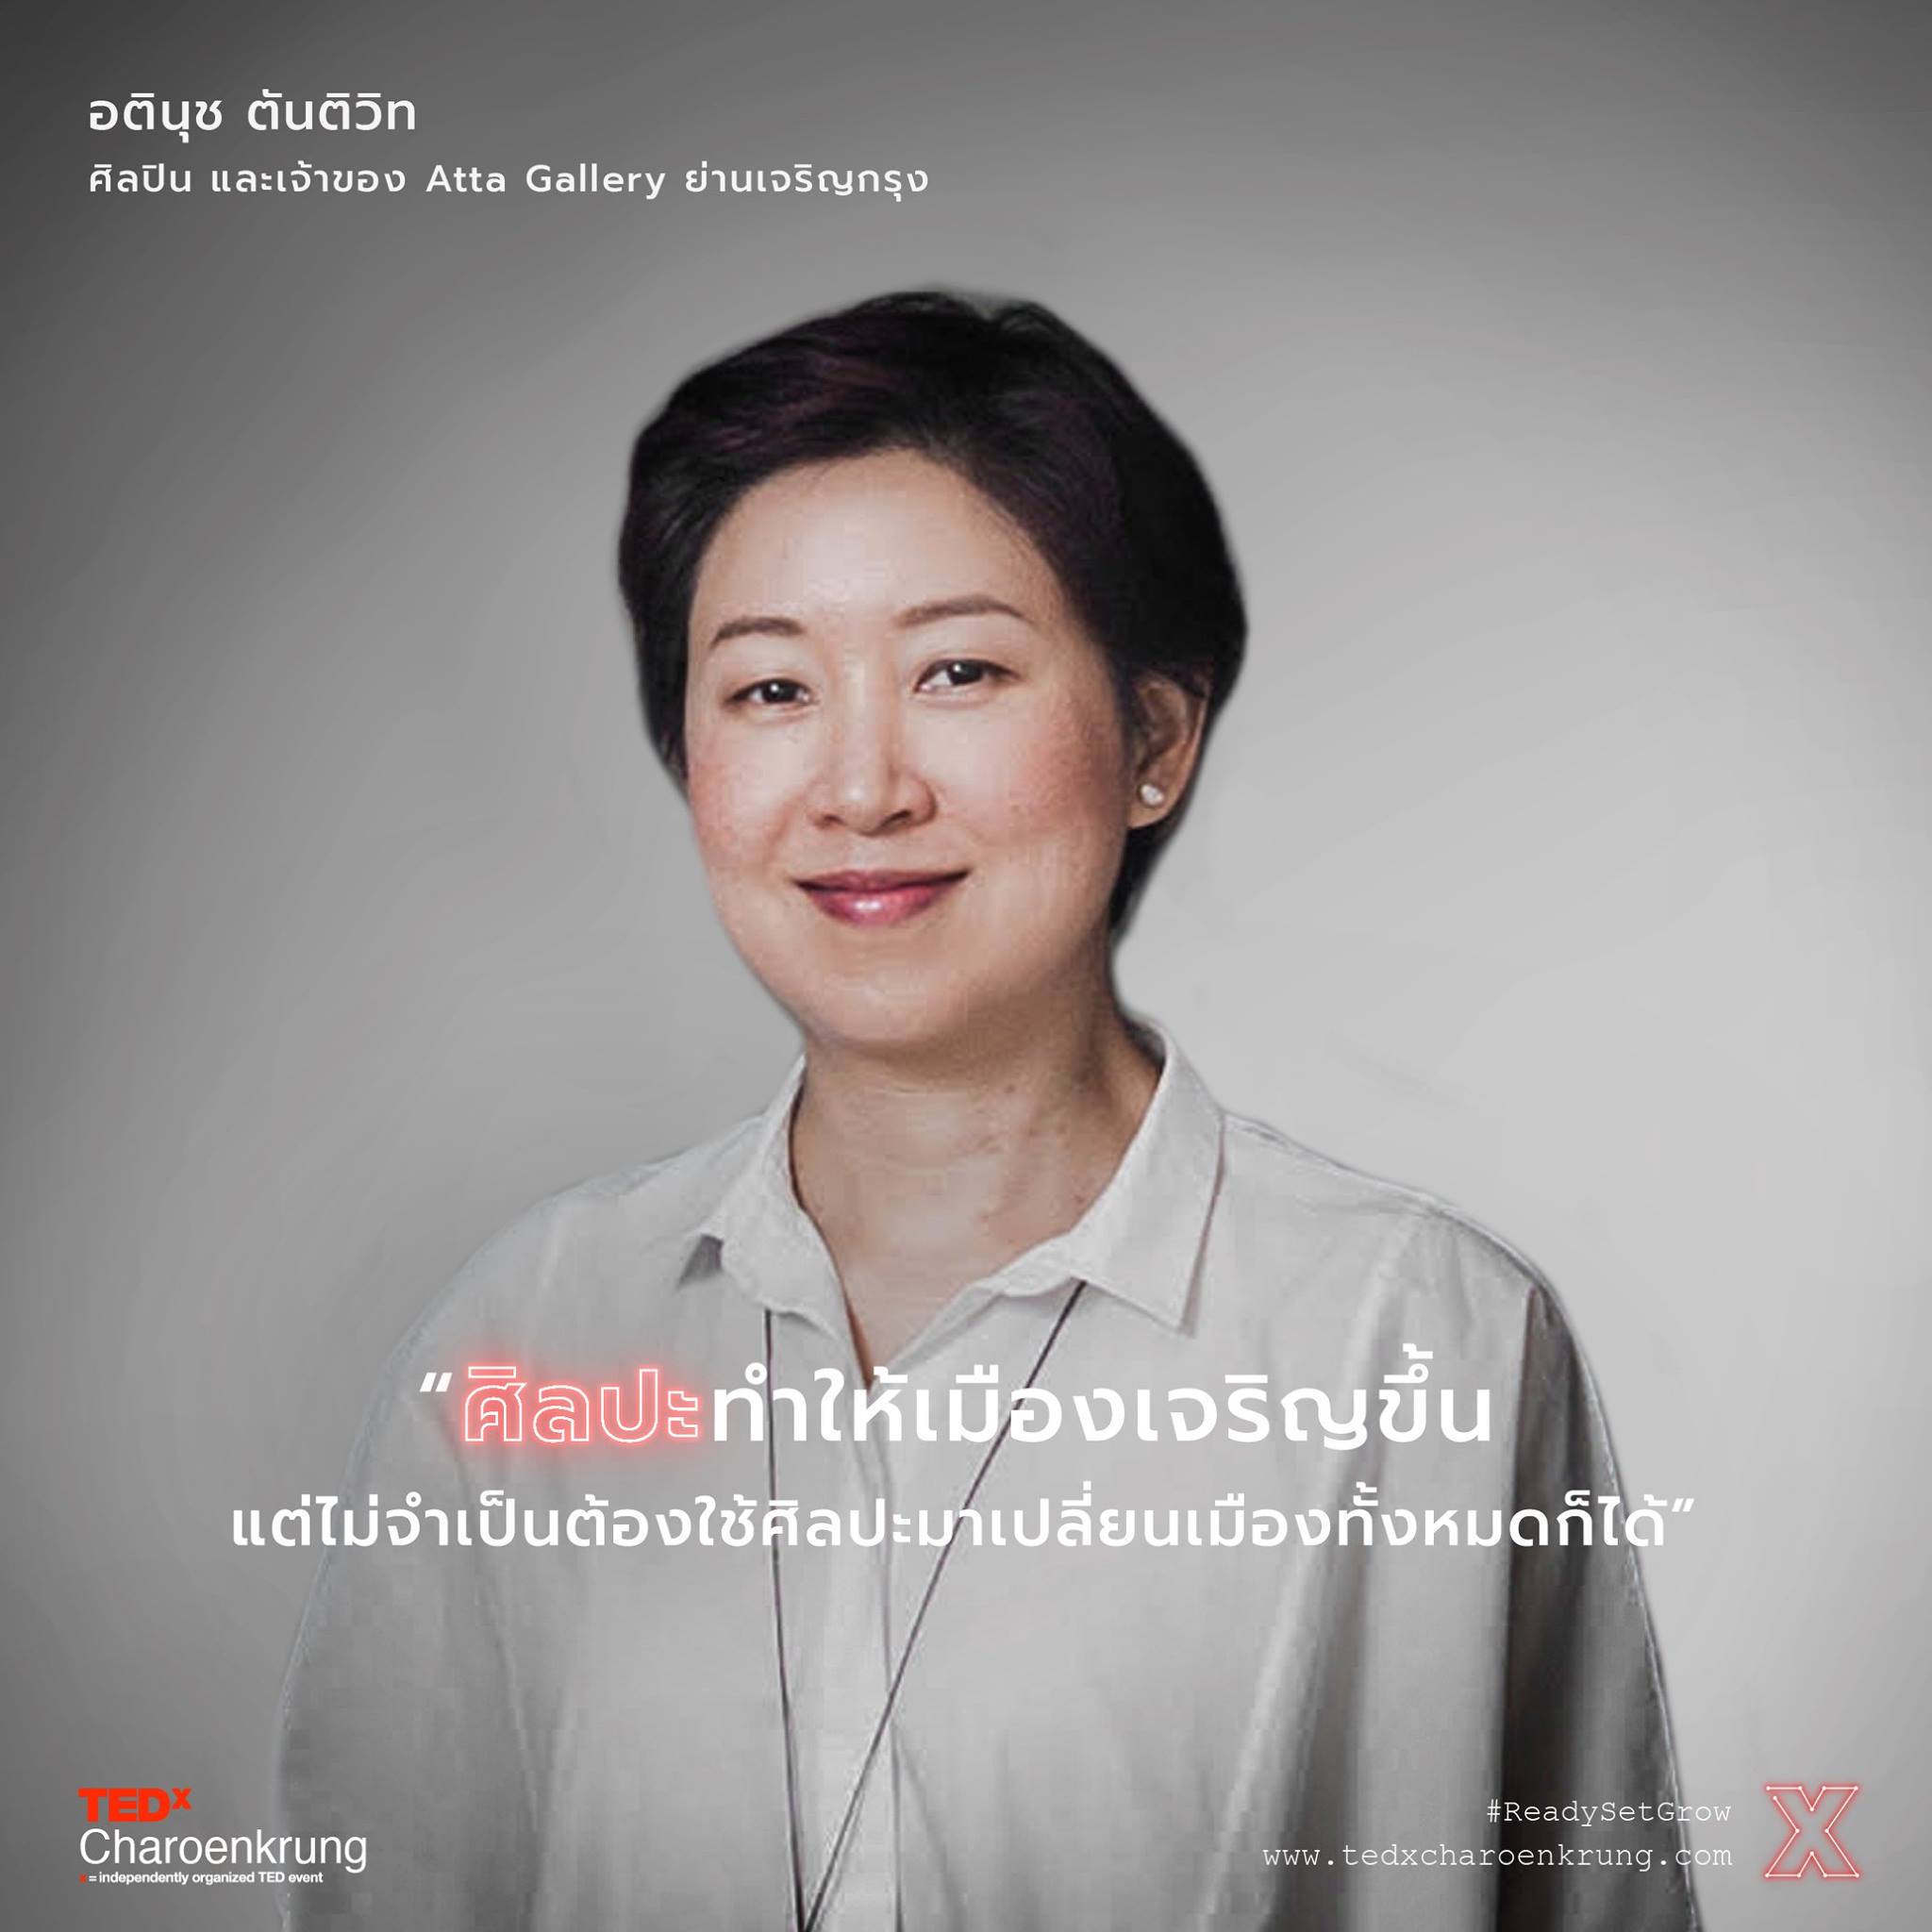 อตินุช ตันติวิท
ศิลปิน และเจ้าของ Atta Gallery ย่านเจริญกรุง
“ศิลปะทำให้เมืองเจริญขึ้น
แต่ไม่จำเป็นต้องใช้ศิลปะมาเปลี่ยนเมืองทั้งหมดก็ได้”
TEDx
Charoenkrung
x = independently organized TED event
#ReadySetGrow
www.tedxcharoenkrung.com
X